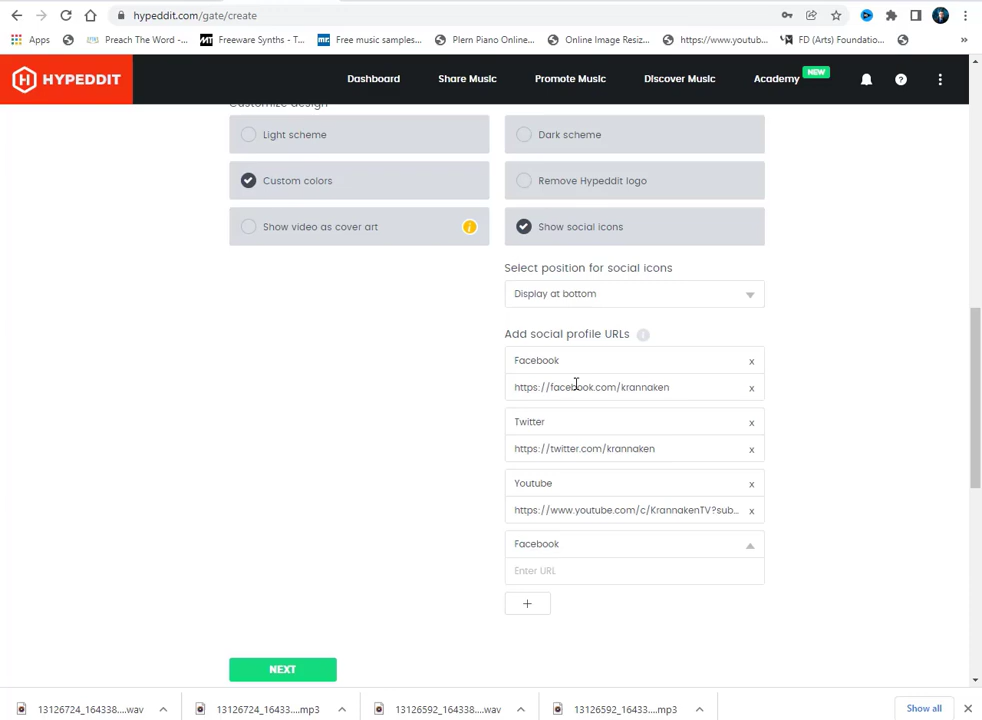 hypeddit.com/gate/create
Apps
Preach The Word -...
Freeware Synths - T...
Free music samples...
Plern Piano Online...
Online Image Resiz...
https://www.youtub...
FD (Arts) Foundatio...
»
HYPEDDIT
Dashboard
Share Music
Promote Music
Discover Music
Academy
NEW
Customize design
Light scheme
Dark scheme
Custom colors
Remove Hypeddit logo
Show video as cover art
Show social icons
Select position for social icons
Display at bottom
Add social profile URLs
Facebook x
https://facebook.com/krannaken x
Twitter x
https://twitter.com/krannaken x
Youtube x
https://www.youtube.com/c/KrannakenTV?sub... x
Facebook
Enter URL
+
NEXT
13126724_164338....wav
13126724_16433....mp3
13126592_164338....wav
13126592_16433....mp3
Show all